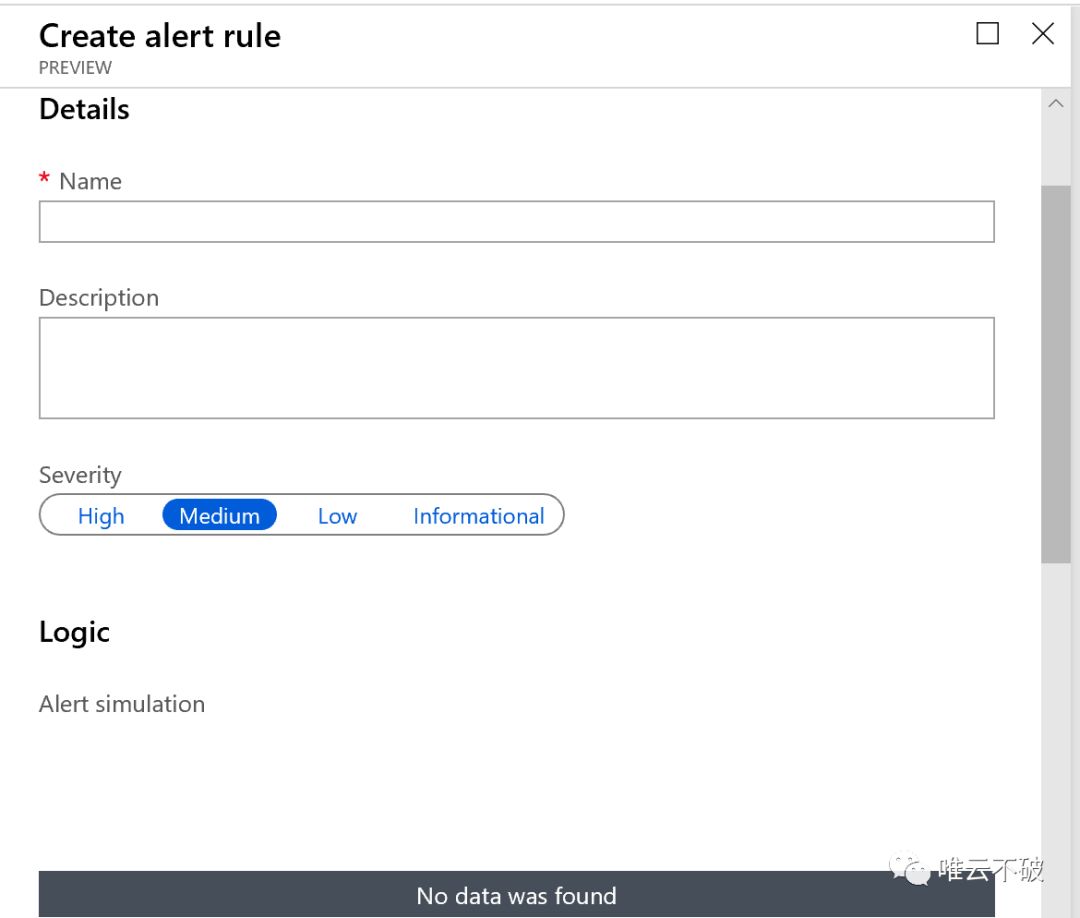 Create alert rule
PREVIEW
Details
* Name
Description
Severity
High Medium Low Informational
Logic
Alert simulation
唯云不破
No data was found